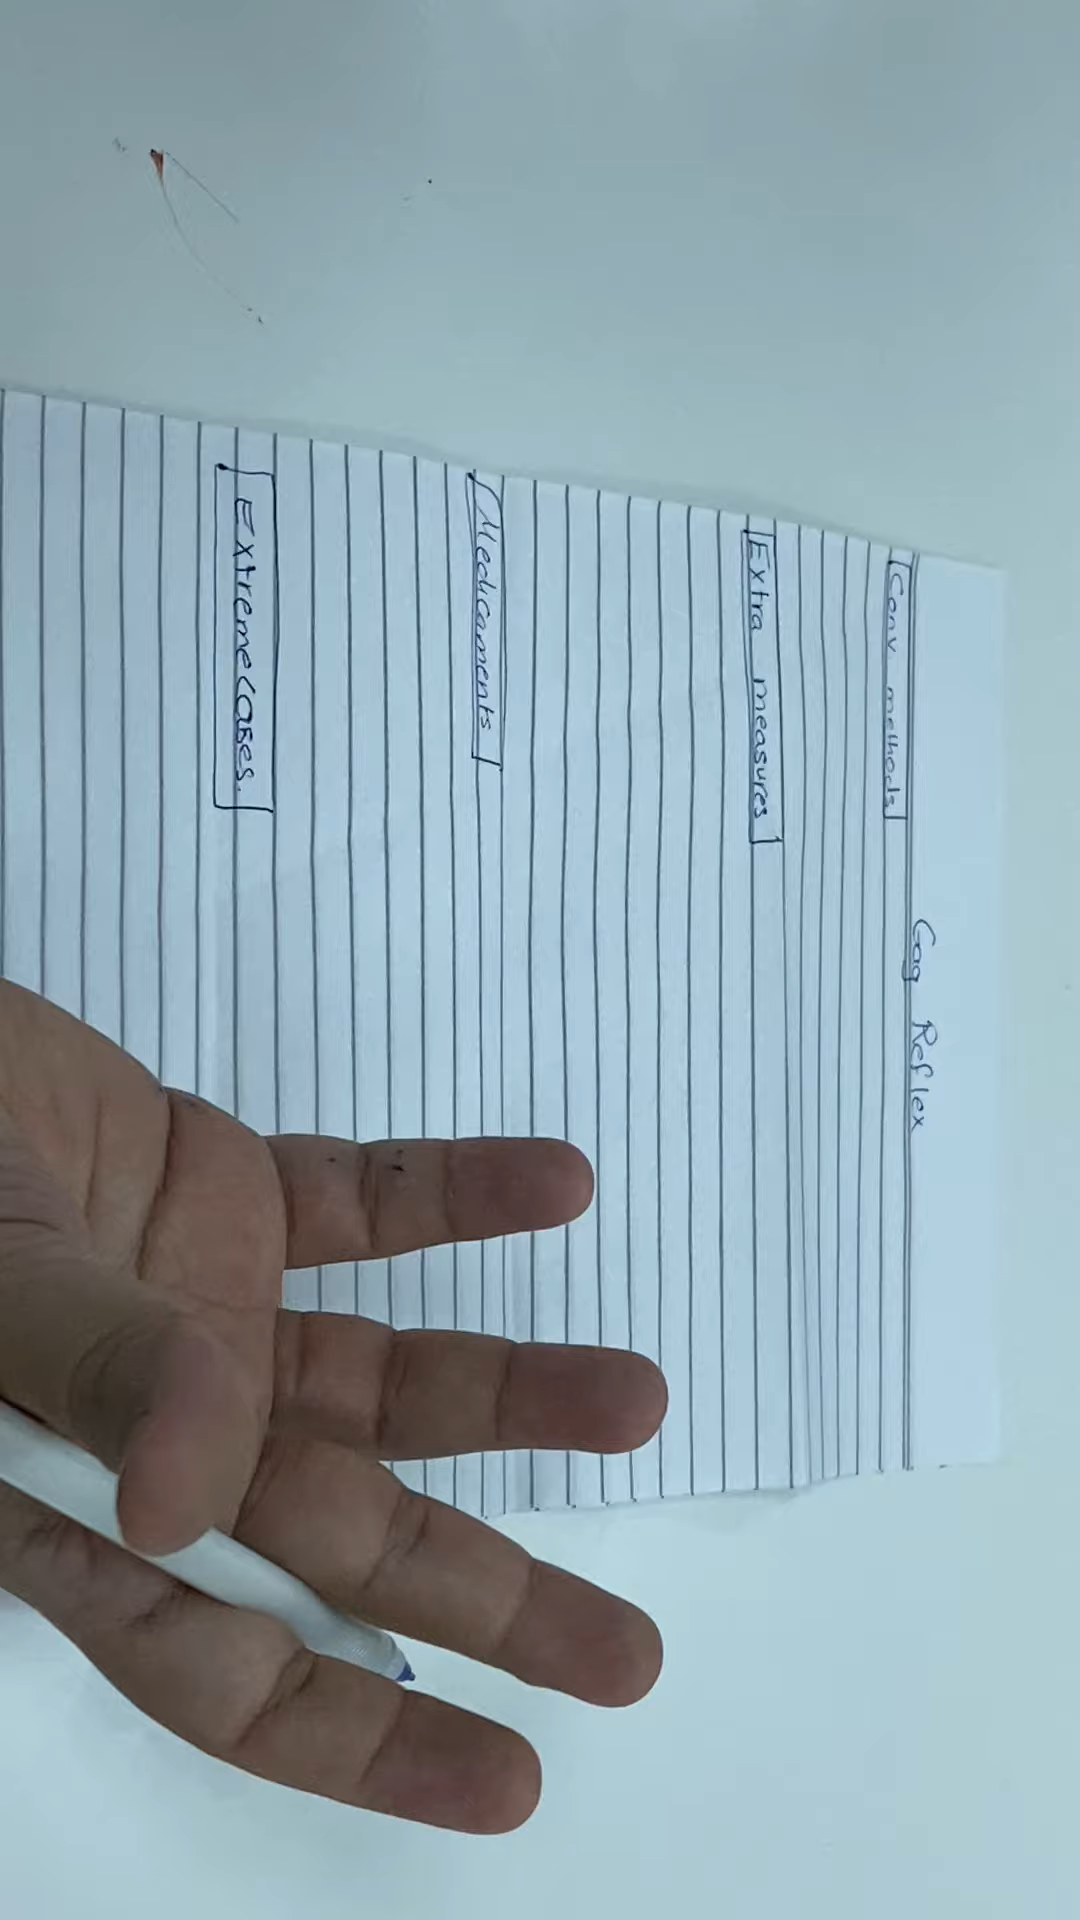 Gag Reflex
Conv methods
Extra measures
Medicaments
Extreme cases.